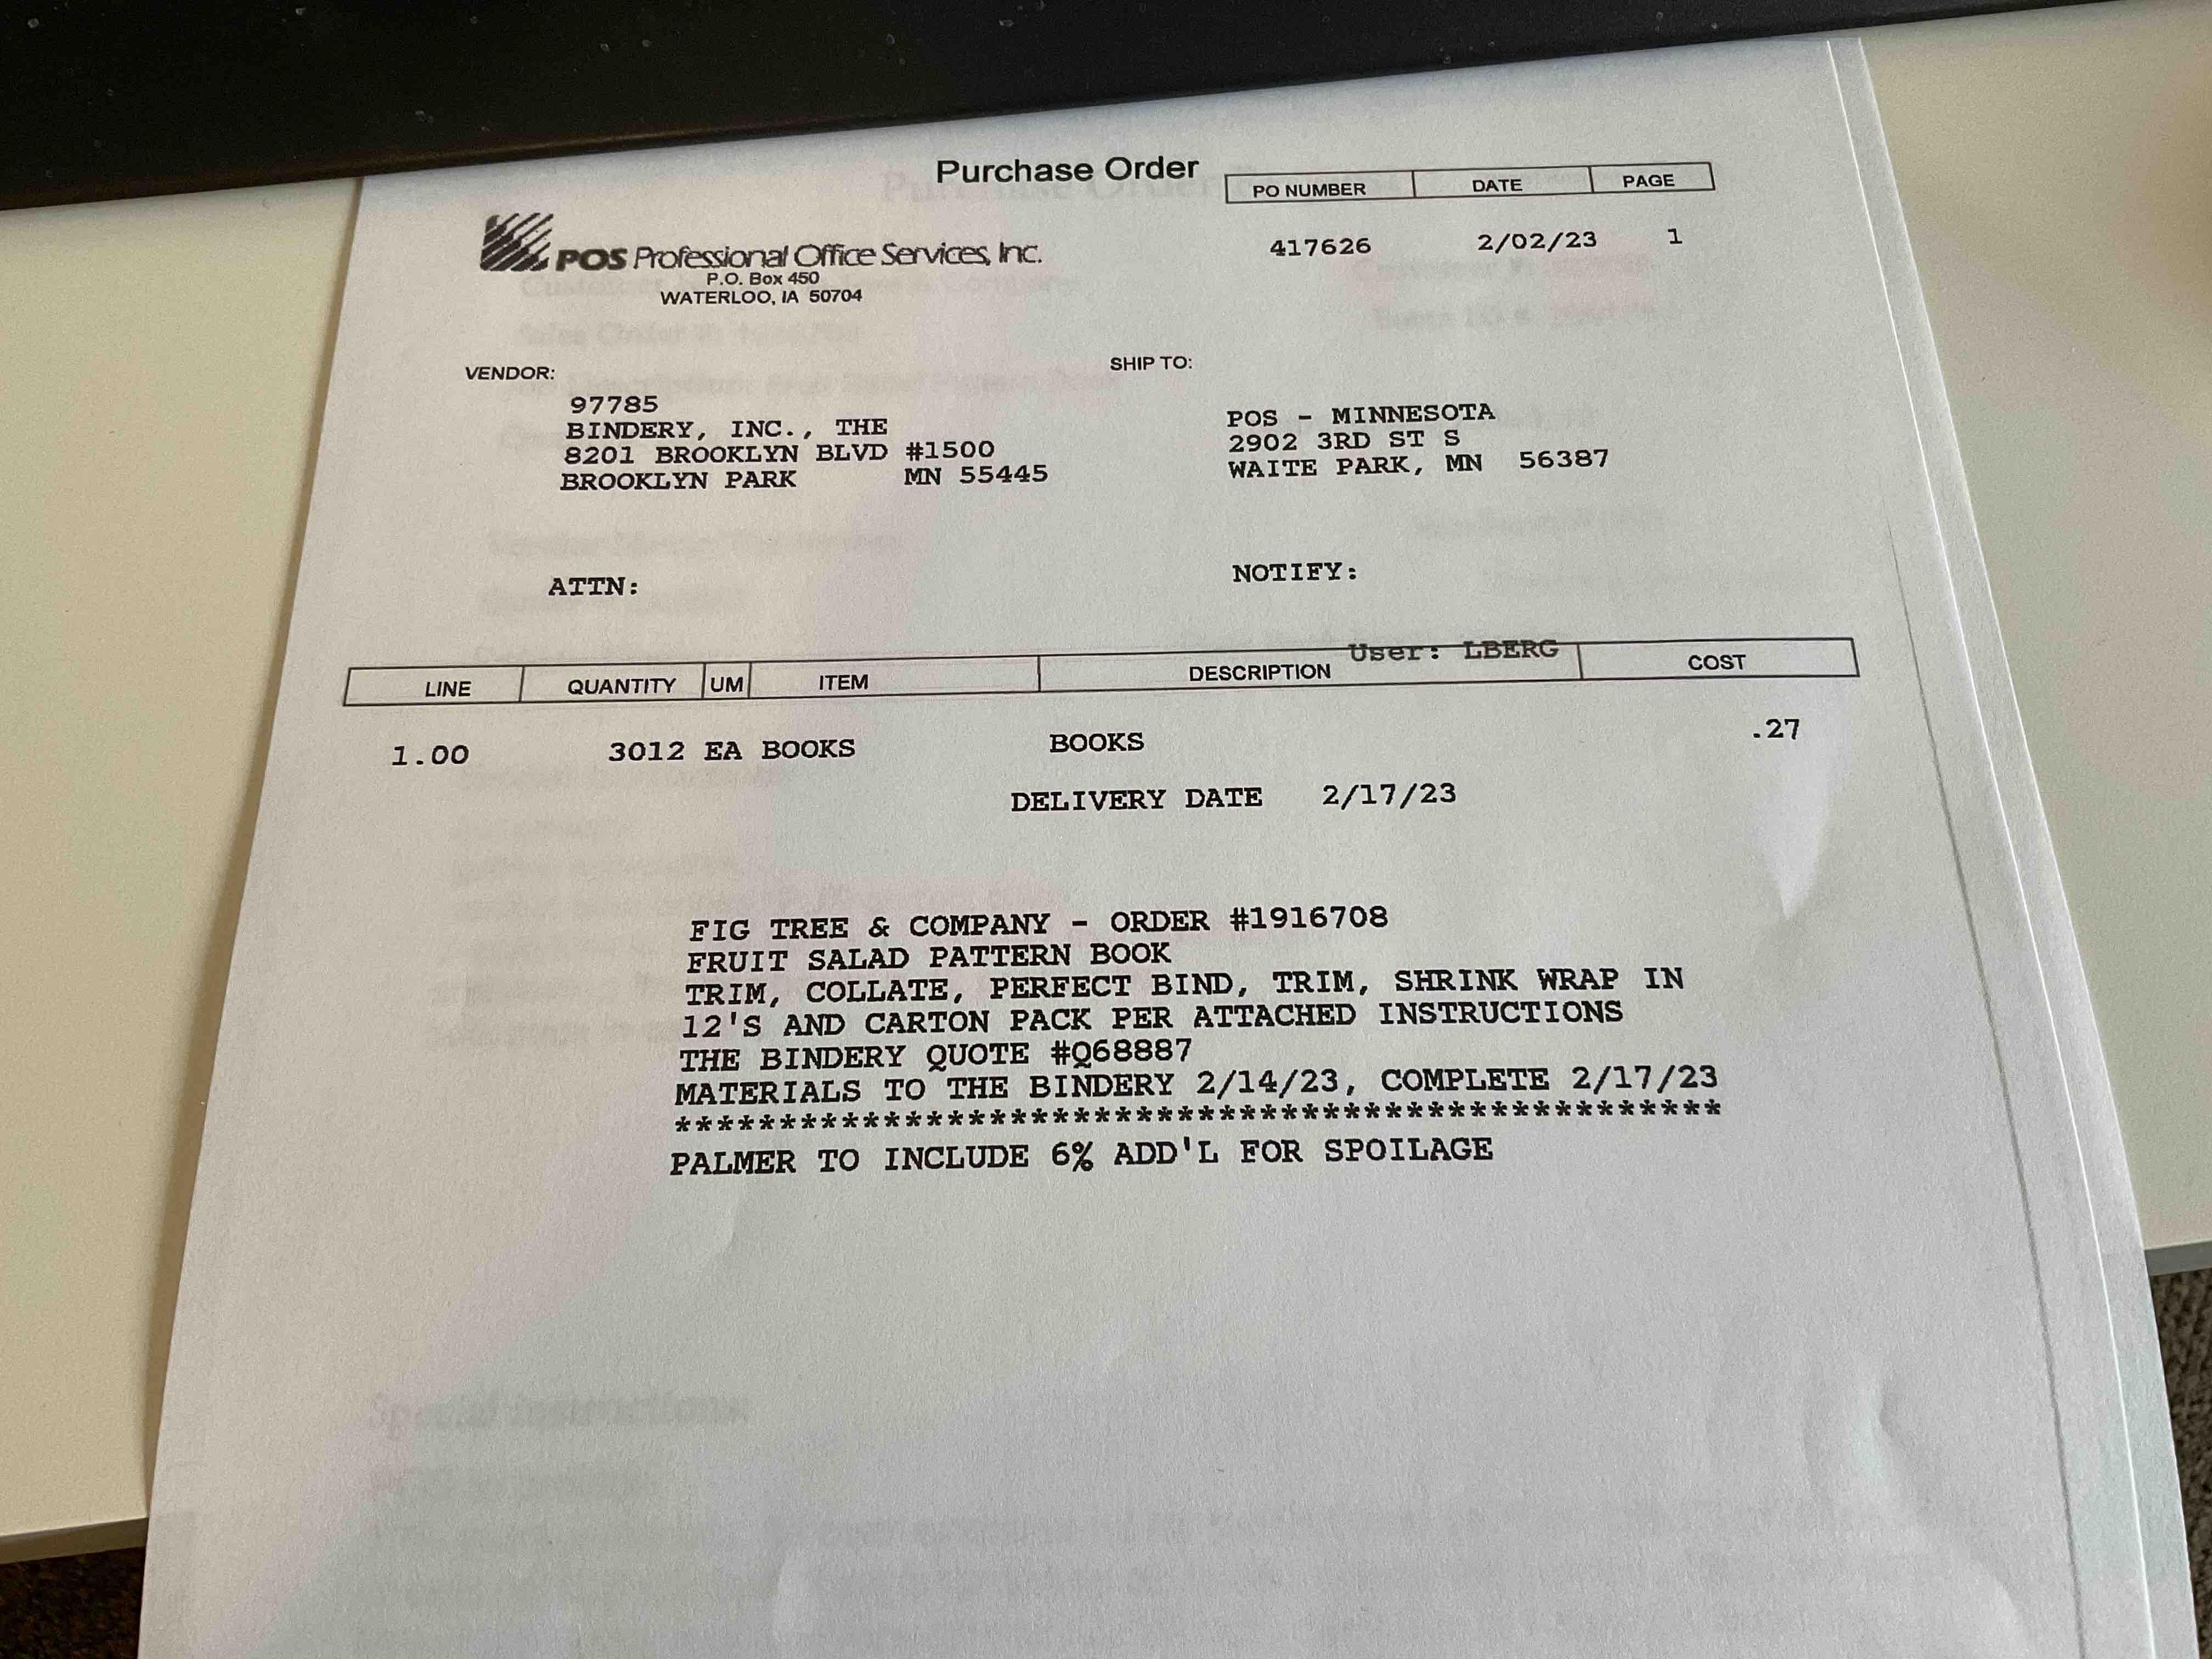 Purchase Order
PO NUMBER DATE PAGE
417626 2/02/23 1
POS Professional Office Services, Inc.
P.O. Box 450
WATERLOO, IA 50704
VENDOR:
97785
BINDERY, INC., THE
8201 BROOKLYN BLVD #1500
BROOKLYN PARK MN 55445
SHIP TO:
POS - MINNESOTA
2902 3RD ST S
WAITE PARK, MN 56387
ATTN:
NOTIFY:
User: LBERG
LINE QUANTITY UM ITEM DESCRIPTION COST
1.00 3012 EA BOOKS BOOKS .27
DELIVERY DATE 2/17/23
FIG TREE & COMPANY - ORDER #1916708
FRUIT SALAD PATTERN BOOK
TRIM, COLLATE, PERFECT BIND, TRIM, SHRINK WRAP IN
12'S AND CARTON PACK PER ATTACHED INSTRUCTIONS
THE BINDERY QUOTE #Q68887
MATERIALS TO THE BINDERY 2/14/23, COMPLETE 2/17/23
**************************************************
PALMER TO INCLUDE 6% ADD'L FOR SPOILAGE
Special Instructions: